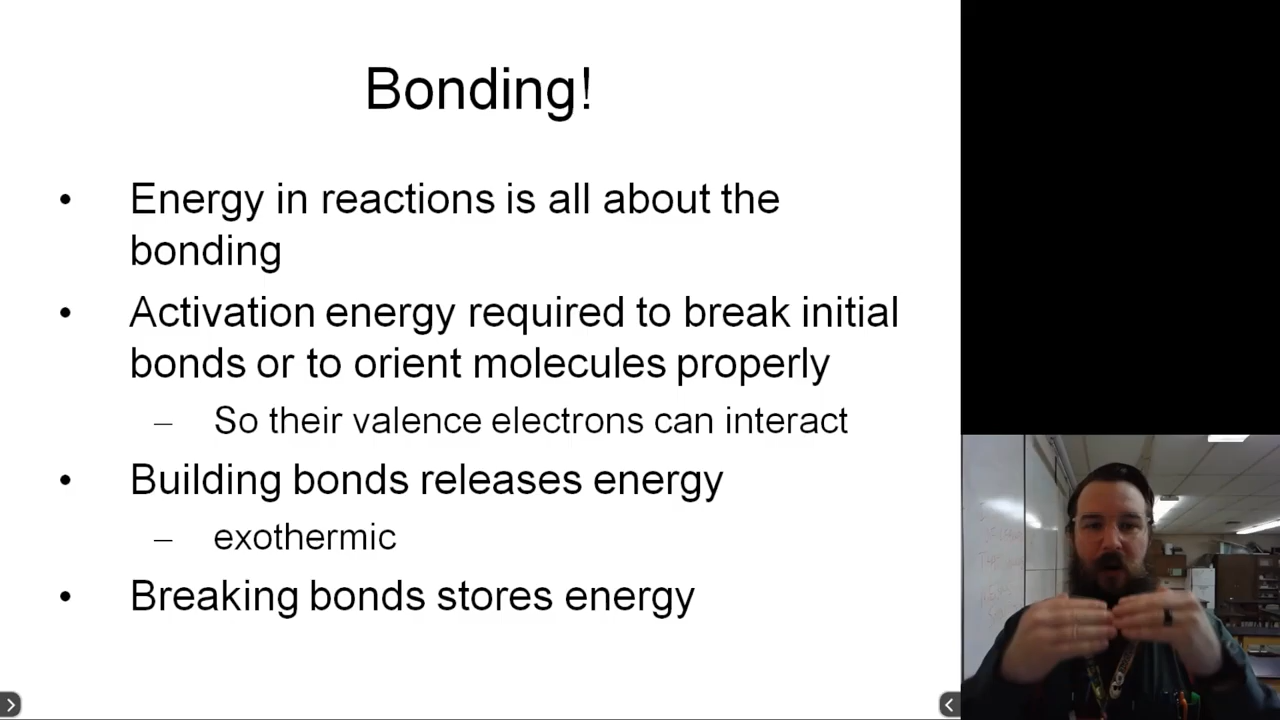 Bonding!
• Energy in reactions is all about the
bonding
• Activation energy required to break initial
bonds or to orient molecules properly
– So their valence electrons can interact
• Building bonds releases energy
– exothermic
• Breaking bonds stores energy